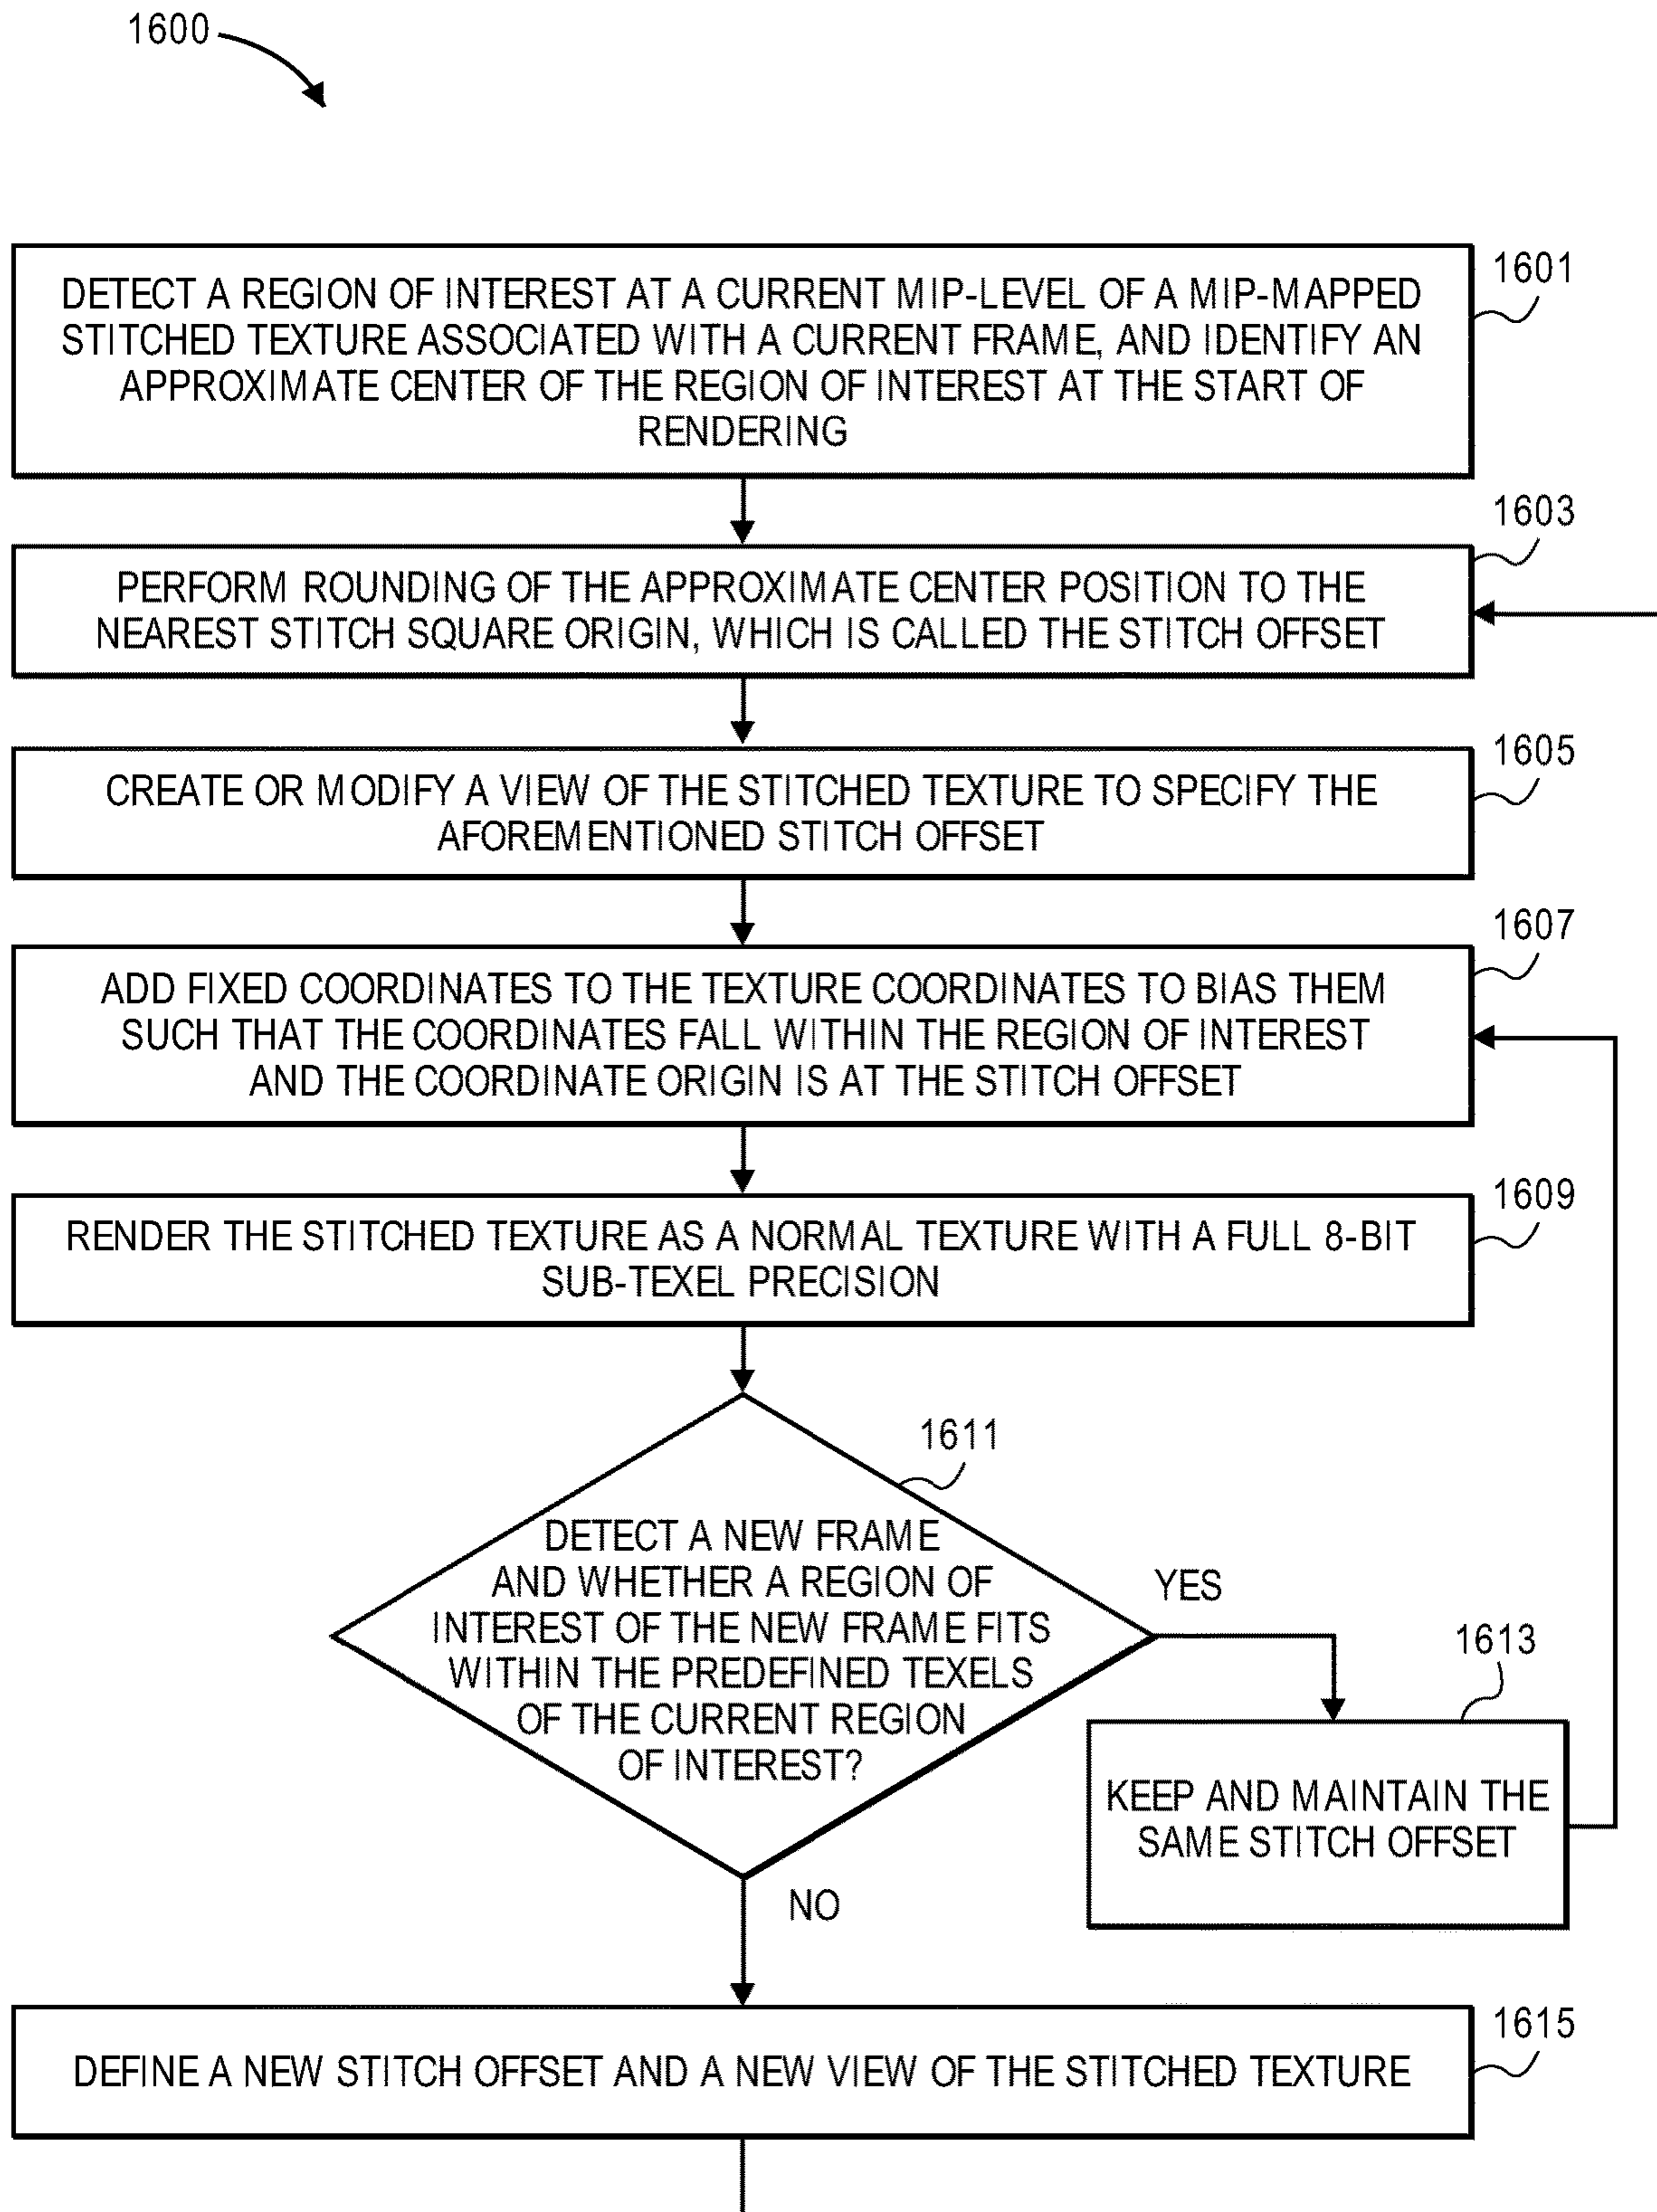 1600
1601
DETECT A REGION OF INTEREST AT A CURRENT MIP-LEVEL OF A MIP-MAPPED
STITCHED TEXTURE ASSOCIATED WITH A CURRENT FRAME, AND IDENTIFY AN
APPROXIMATE CENTER OF THE REGION OF INTEREST AT THE START OF
RENDERING
1603
PERFORM ROUNDING OF THE APPROXIMATE CENTER POSITION TO THE
NEAREST STITCH SQUARE ORIGIN, WHICH IS CALLED THE STITCH OFFSET
1605
CREATE OR MODIFY A VIEW OF THE STITCHED TEXTURE TO SPECIFY THE
AFOREMENTIONED STITCH OFFSET
1607
ADD FIXED COORDINATES TO THE TEXTURE COORDINATES TO BIAS THEM
SUCH THAT THE COORDINATES FALL WITHIN THE REGION OF INTEREST
AND THE COORDINATE ORIGIN IS AT THE STITCH OFFSET
1609
RENDER THE STITCHED TEXTURE AS A NORMAL TEXTURE WITH A FULL 8-BIT
SUB-TEXEL PRECISION
1611
DETECT A NEW FRAME
AND WHETHER A REGION OF
INTEREST OF THE NEW FRAME FITS
WITHIN THE PREDEFINED TEXELS
OF THE CURRENT REGION
OF INTEREST?
YES
1613
KEEP AND MAINTAIN THE
SAME STITCH OFFSET
NO
1615
DEFINE A NEW STITCH OFFSET AND A NEW VIEW OF THE STITCHED TEXTURE